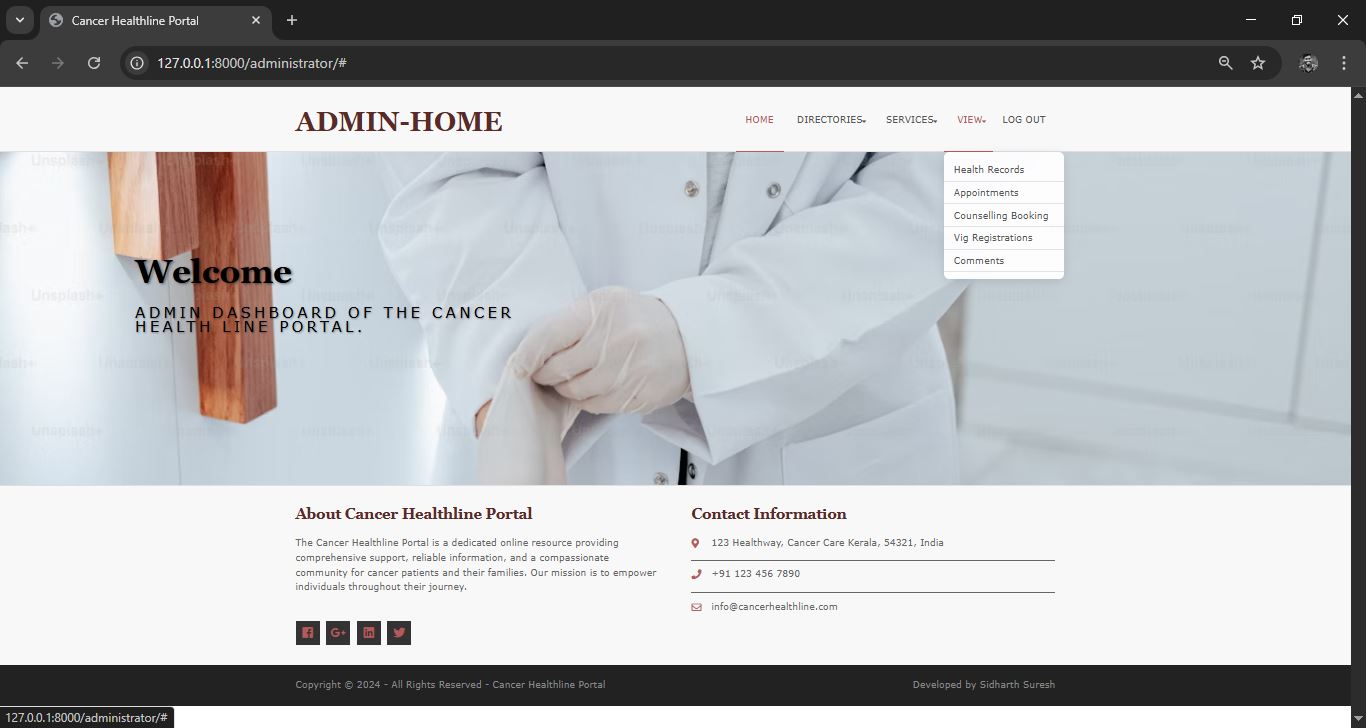 Cancer Healthline Portal
127.0.0.1:8000/administrator/#
ADMIN-HOME
HOME
DIRECTORIES
SERVICES
VIEW
LOG OUT
Health Records
Appointments
Counselling Booking
Vig Registrations
Comments
Unsplash+
Welcome
ADMIN DASHBOARD OF THE CANCER
HEALTH LINE PORTAL.
About Cancer Healthline Portal
The Cancer Healthline Portal is a dedicated online resource providing
comprehensive support, reliable information, and a compassionate
community for cancer patients and their families. Our mission is to empower
individuals throughout their journey.
Contact Information
123 Healthway, Cancer Care Kerala, 54321, India
+91 123 456 7890
info@cancerhealthline.com
Copyright © 2024 - All Rights Reserved - Cancer Healthline Portal
Developed by Sidharth Suresh
127.0.0.1:8000/administrator/#